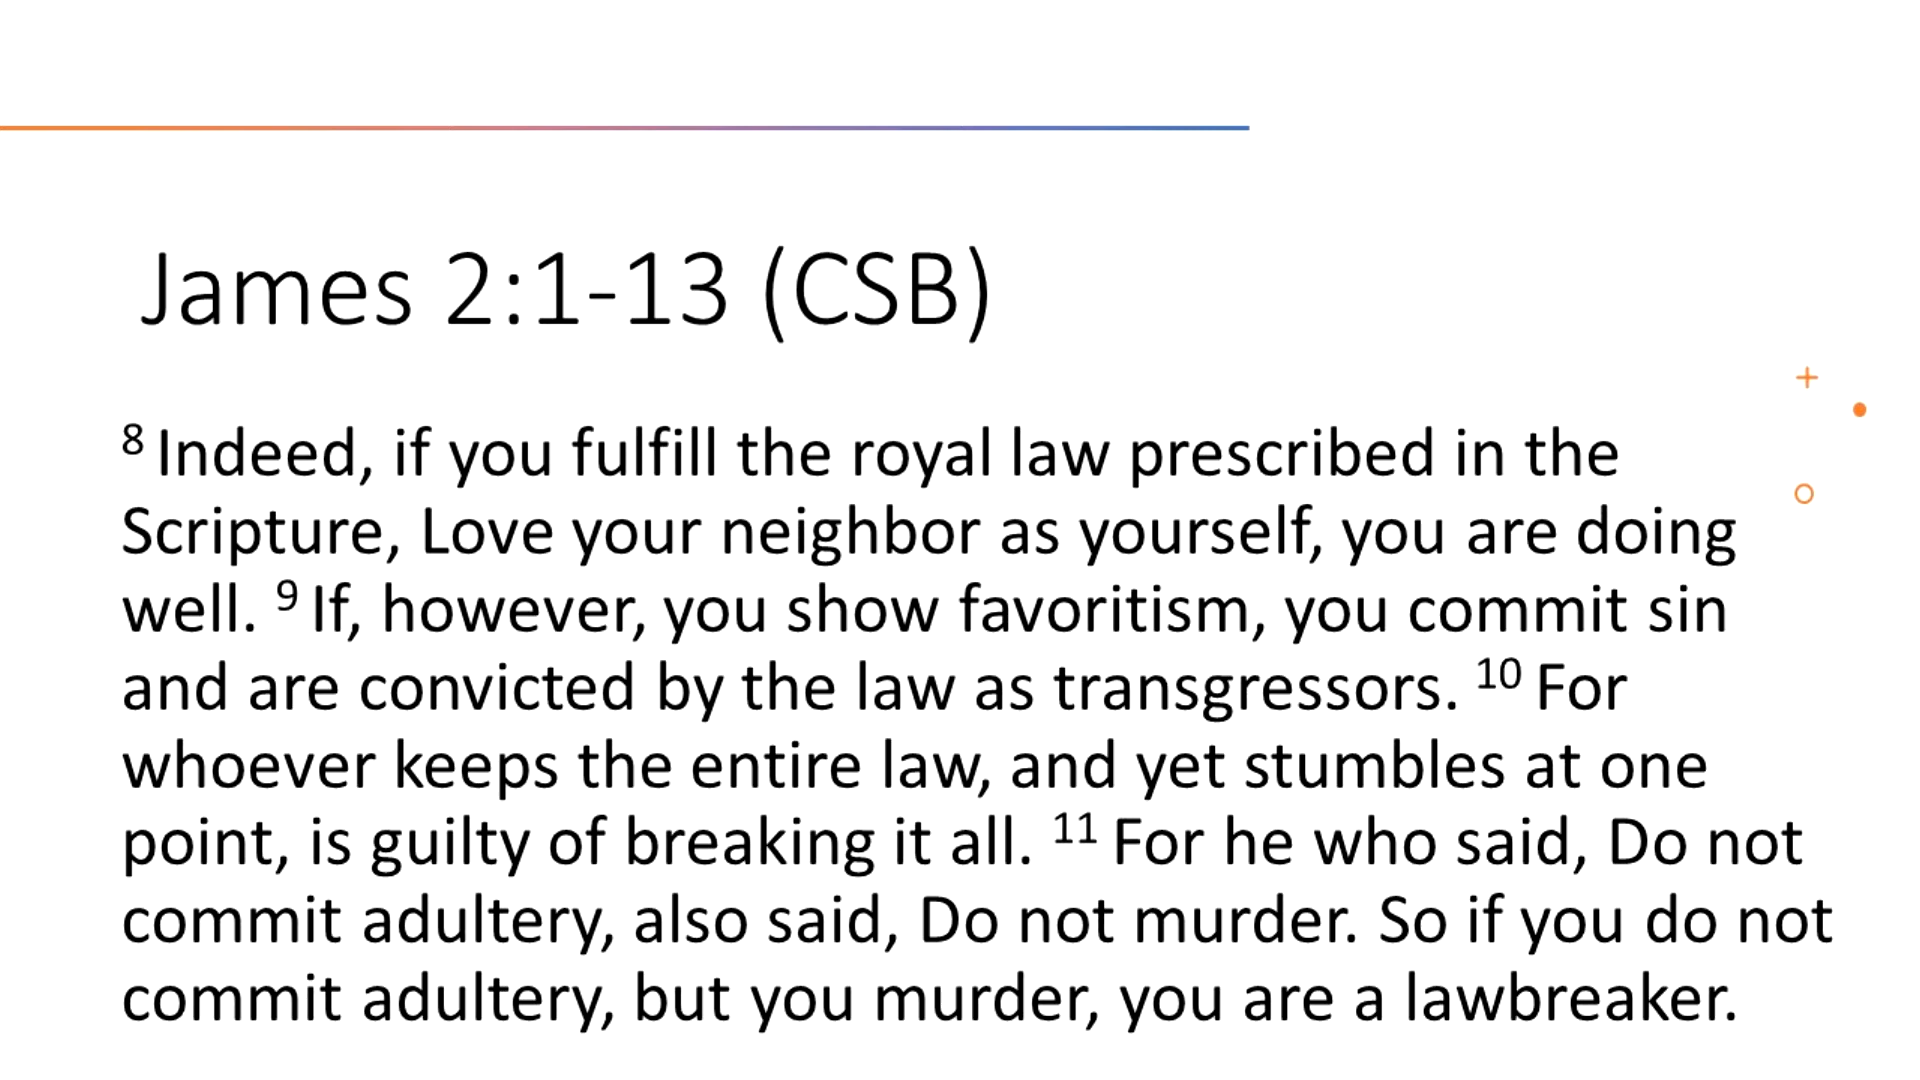 James 2:1-13 (CSB)
8 Indeed, if you fulfill the royal law prescribed in the
Scripture, Love your neighbor as yourself, you are doing
well. 9 If, however, you show favoritism, you commit sin
and are convicted by the law as transgressors. 10 For
whoever keeps the entire law, and yet stumbles at one
point, is guilty of breaking it all. 11 For he who said, Do not
commit adultery, also said, Do not murder. So if you do not
commit adultery, but you murder, you are a lawbreaker.